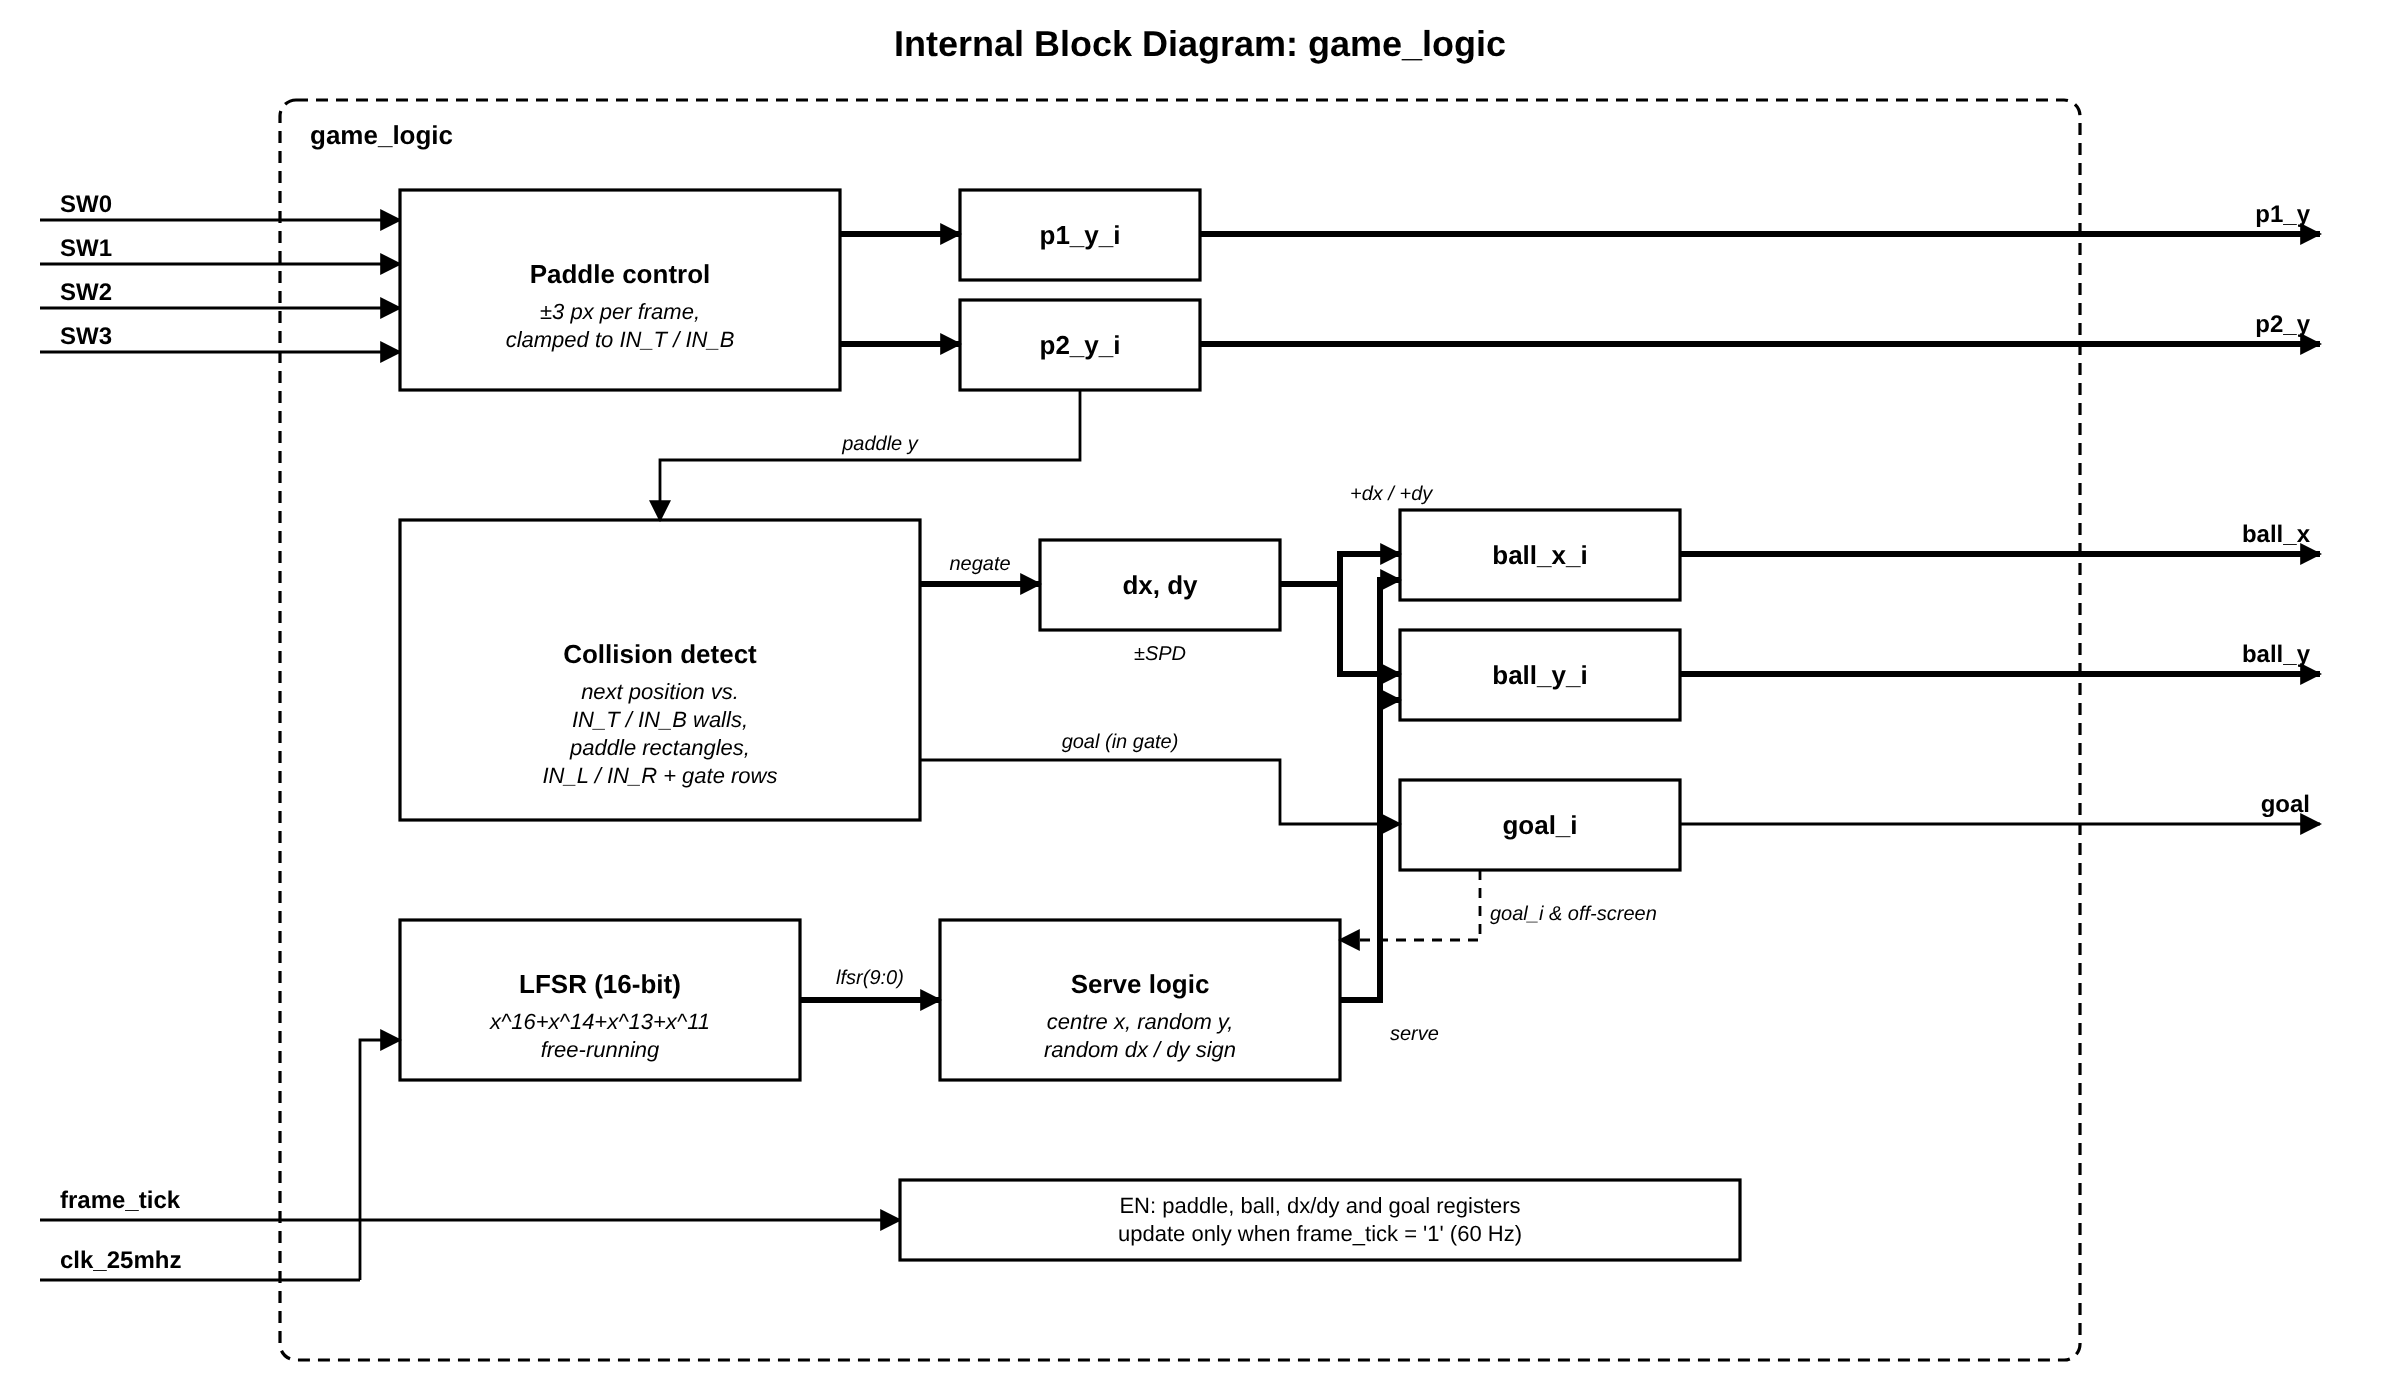 Internal Block Diagram: game_logic
game_logic
SW0
SW1
SW2
SW3
Paddle control
±3 px per frame,
clamped to IN_T / IN_B
p1_y_i
p2_y_i
p1_y
p2_y
paddle y
Collision detect
next position vs.
IN_T / IN_B walls,
paddle rectangles,
IN_L / IN_R + gate rows
negate
dx, dy
±SPD
+dx / +dy
ball_x_i
ball_y_i
ball_x
ball_y
goal (in gate)
goal_i
goal
goal_i & off-screen
LFSR (16-bit)
x^16+x^14+x^13+x^11
free-running
lfsr(9:0)
Serve logic
centre x, random y,
random dx / dy sign
serve
frame_tick
clk_25mhz
EN: paddle, ball, dx/dy and goal registers
update only when frame_tick = '1' (60 Hz)